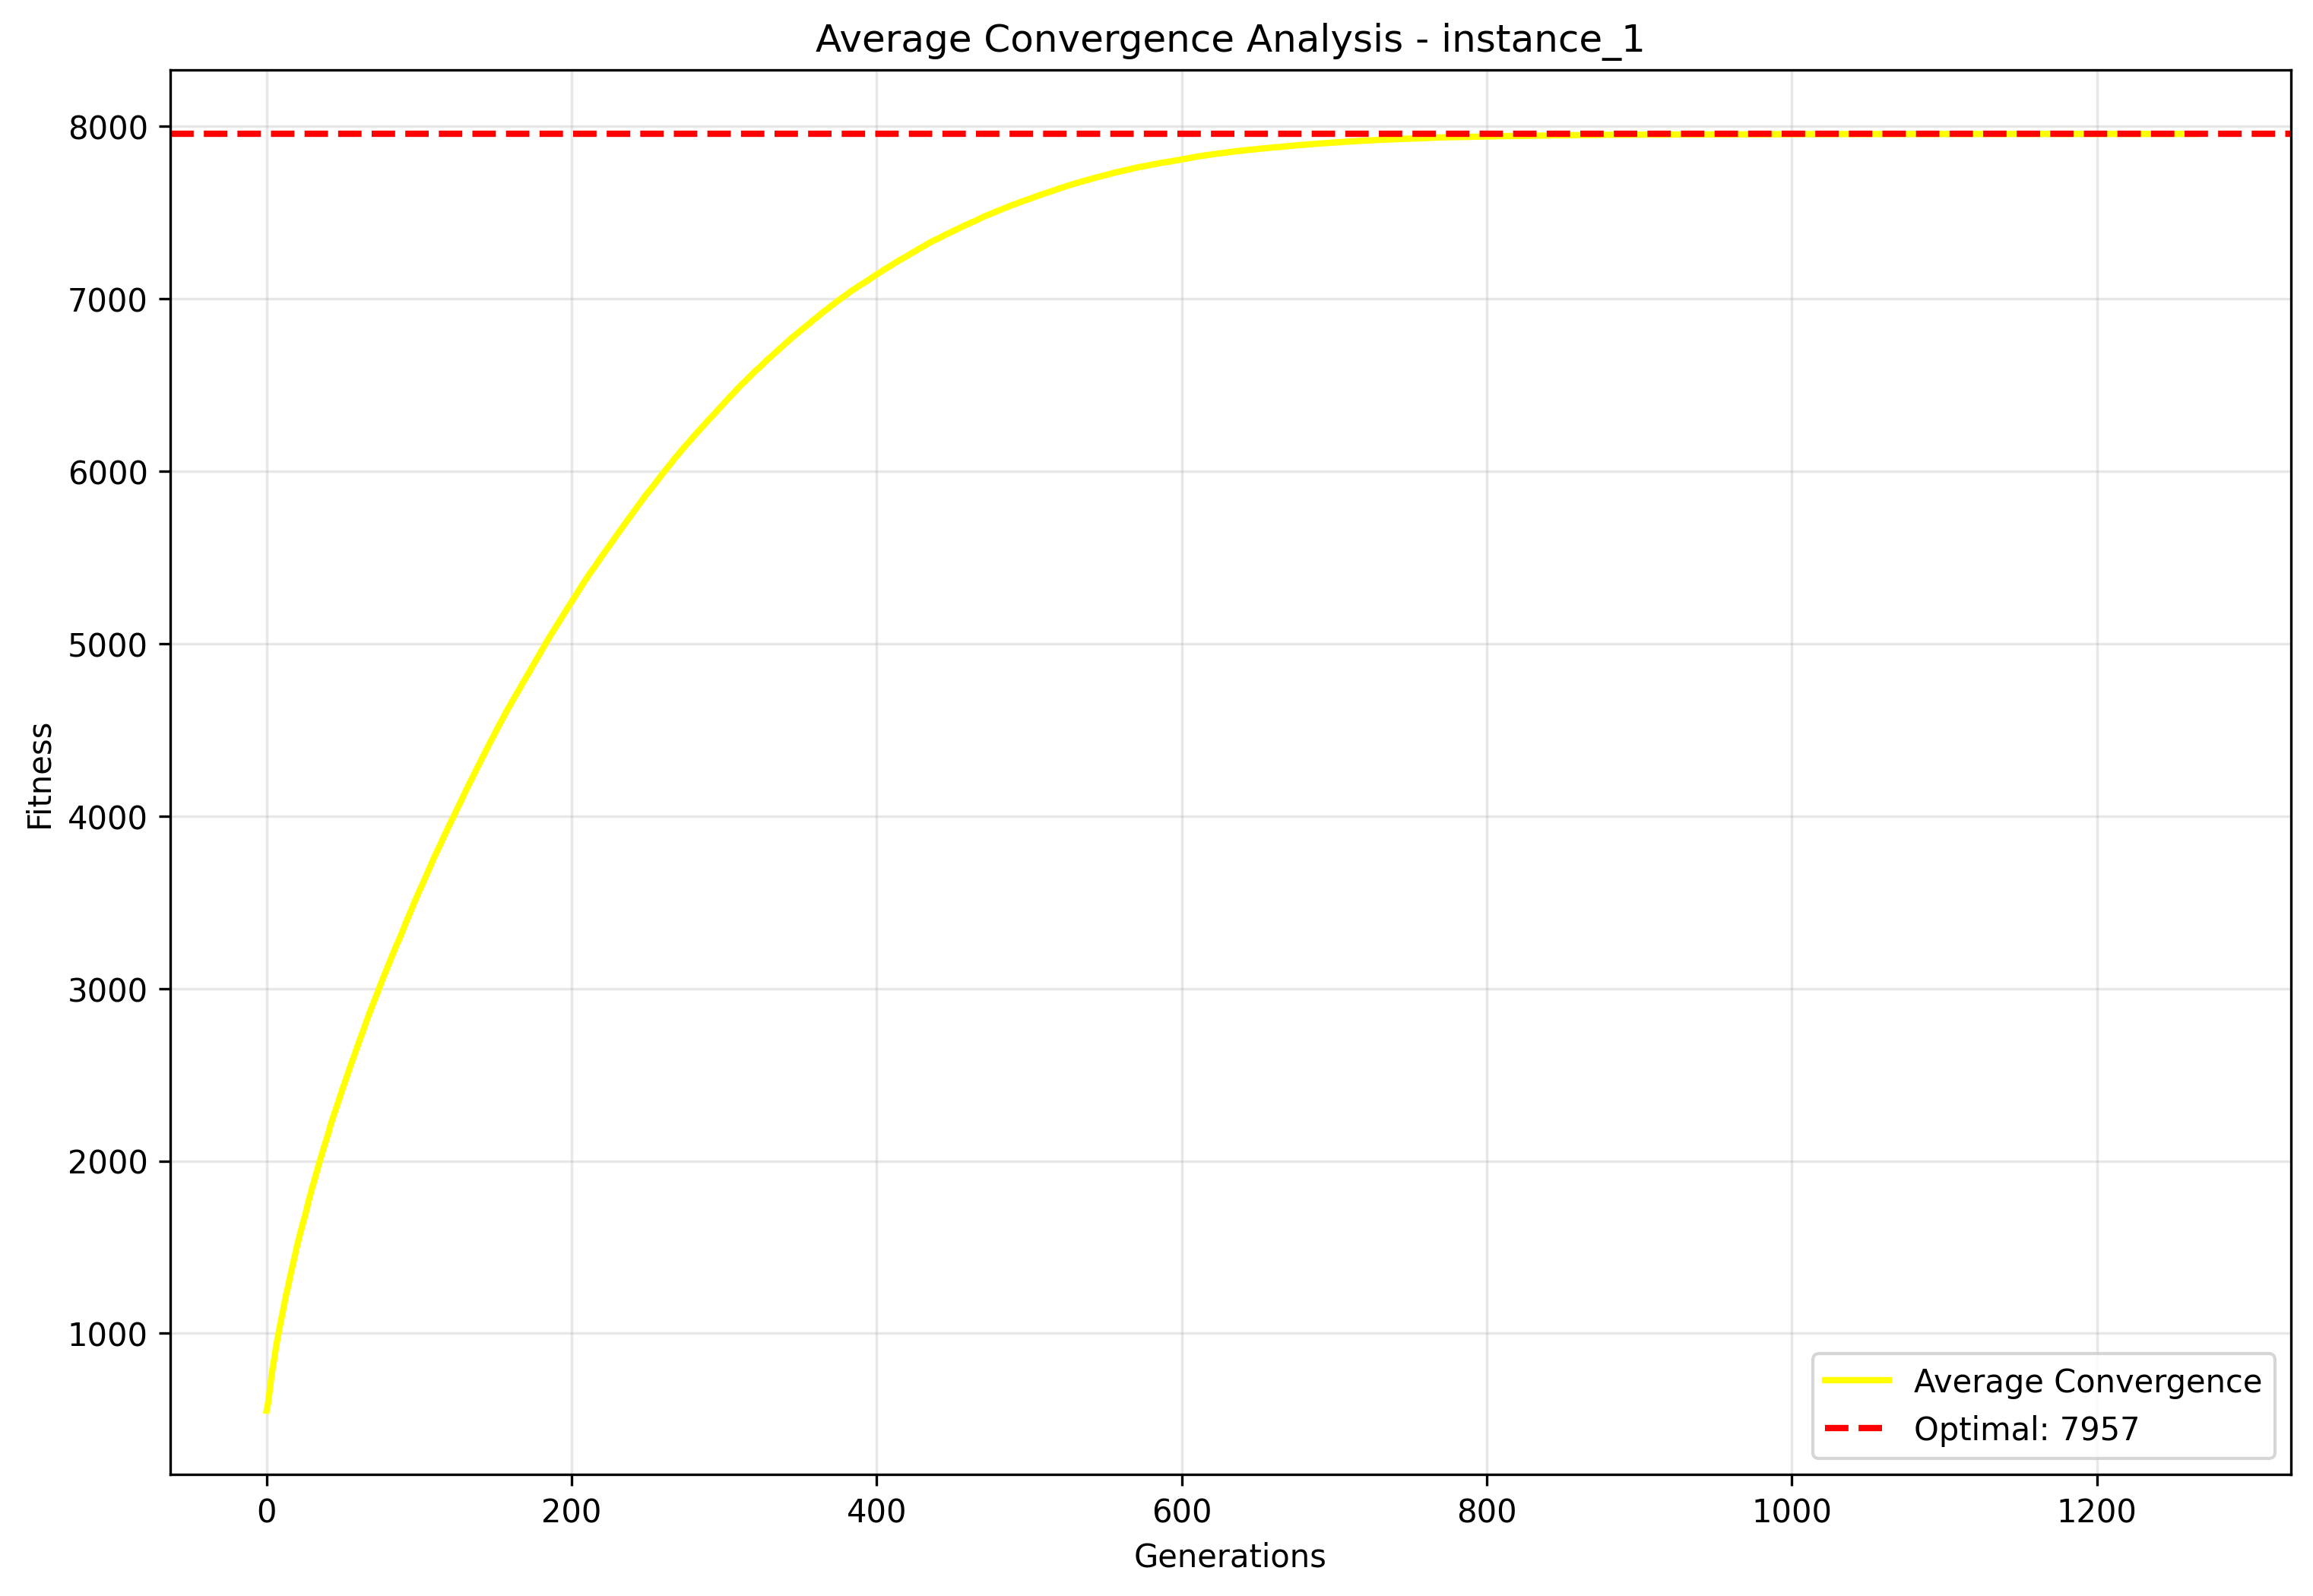 Average Convergence Analysis - instance_1
8000
7000
6000
5000
4000
3000
2000
1000
Fitness
0 200 400 600 800 1000 1200
Generations
Average Convergence
Optimal: 7957